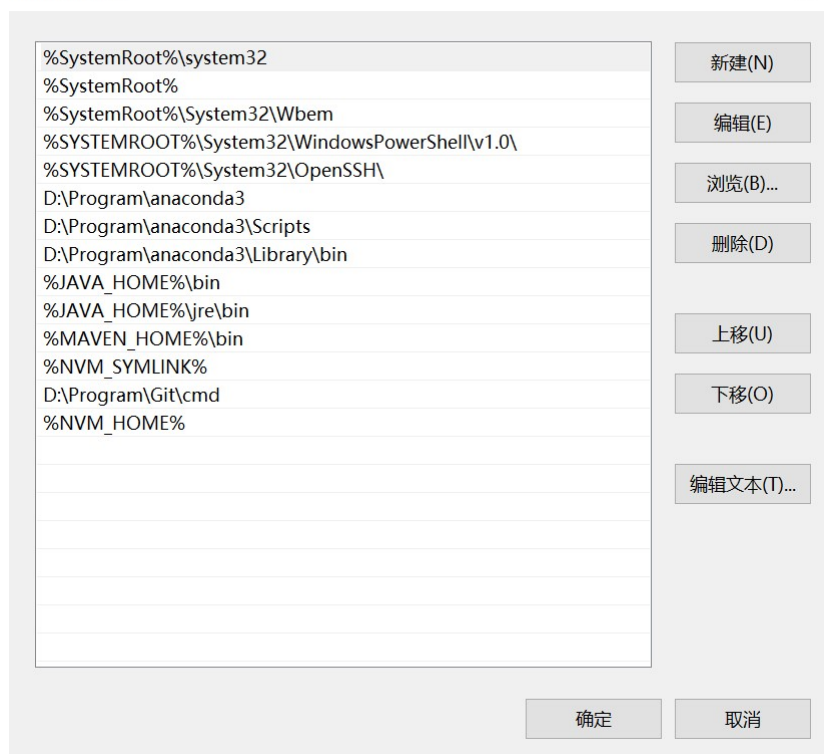 %SystemRoot%\system32
%SystemRoot%
%SystemRoot%\System32\Wbem
%SYSTEMROOT%\System32\WindowsPowerShell\v1.0\
%SYSTEMROOT%\System32\OpenSSH\
D:\Program\anaconda3
D:\Program\anaconda3\Scripts
D:\Program\anaconda3\Library\bin
%JAVA_HOME%\bin
%JAVA_HOME%\jre\bin
%MAVEN_HOME%\bin
%NVM_SYMLINK%
D:\Program\Git\cmd
%NVM_HOME%
新建(N)
编辑(E)
浏览(B)...
删除(D)
上移(U)
下移(O)
编辑文本(T)...
确定
取消